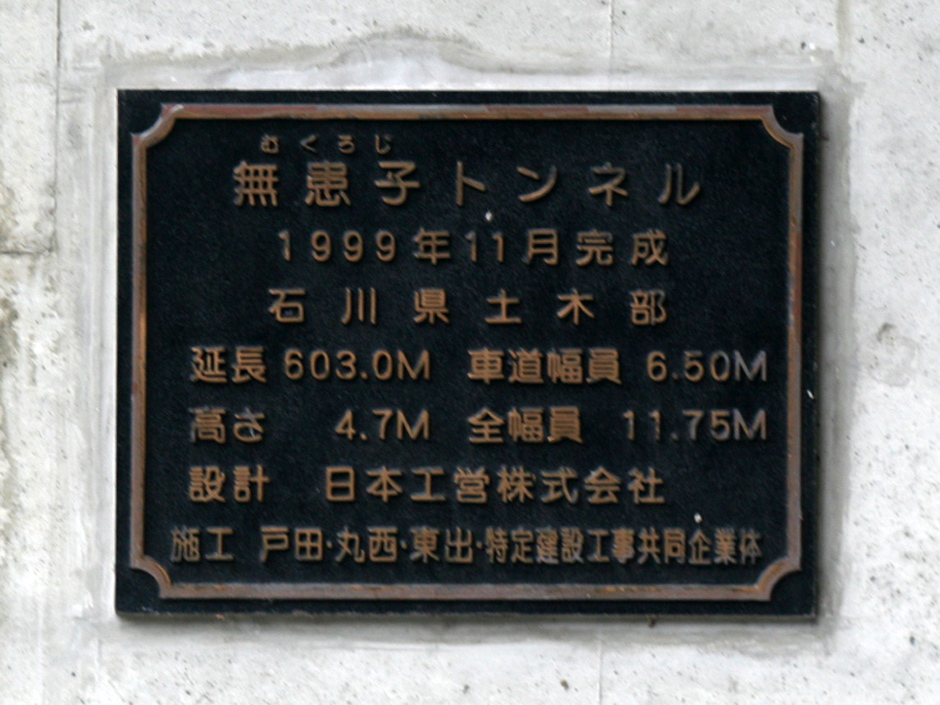 むくろじ
無患子トンネル
1999年11月完成
石川県土木部
延長 603.0M 車道幅員 6.50M
高さ 4.7M 全幅員 11.75M
設計 日本工営株式会社
施工 戸田・丸西・東出・特定建設工事共同企業体